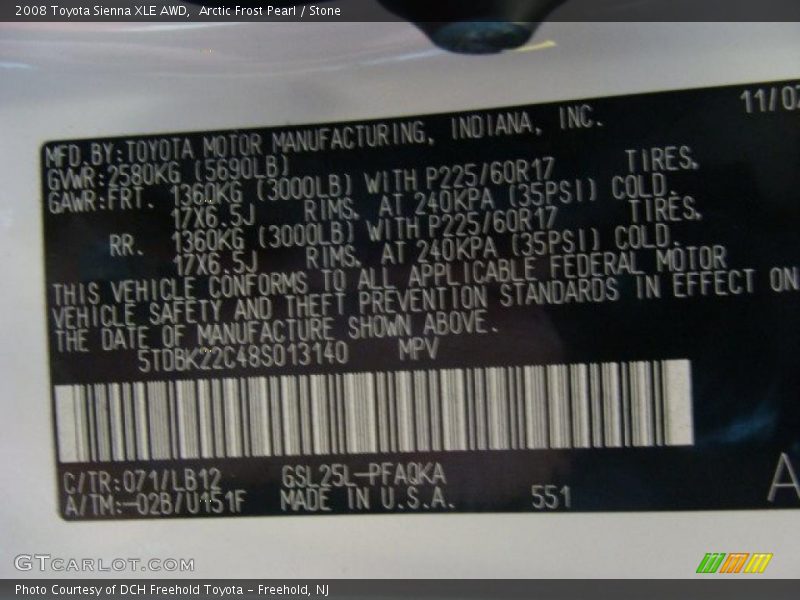 2008 Toyota Sienna XLE AWD,  Arctic Frost Pearl / Stone
11/07
MFD.BY:TOYOTA MOTOR MANUFACTURING, INDIANA, INC.
GVWR:2580KG (5690LB)
GAWR:FRT. 1360KG (3000LB) WITH P225/60R17 TIRES.
17X6.5J RIMS. AT 240KPA (35PSI) COLD.
RR. 1360KG (3000LB) WITH P225/60R17 TIRES.
17X6.5J RIMS. AT 240KPA (35PSI) COLD.
THIS VEHICLE CONFORMS TO ALL APPLICABLE FEDERAL MOTOR
VEHICLE SAFETY AND THEFT PREVENTION STANDARDS IN EFFECT ON
THE DATE OF MANUFACTURE SHOWN ABOVE.
5TDBK22C48S013140 MPV
C/TR:071/LB12 GSL25L-PFAQKA
A/TM:-02B/U151F MADE IN U.S.A. 551
A
GTcarlot.com
Photo Courtesy of DCH Freehold Toyota - Freehold, NJ